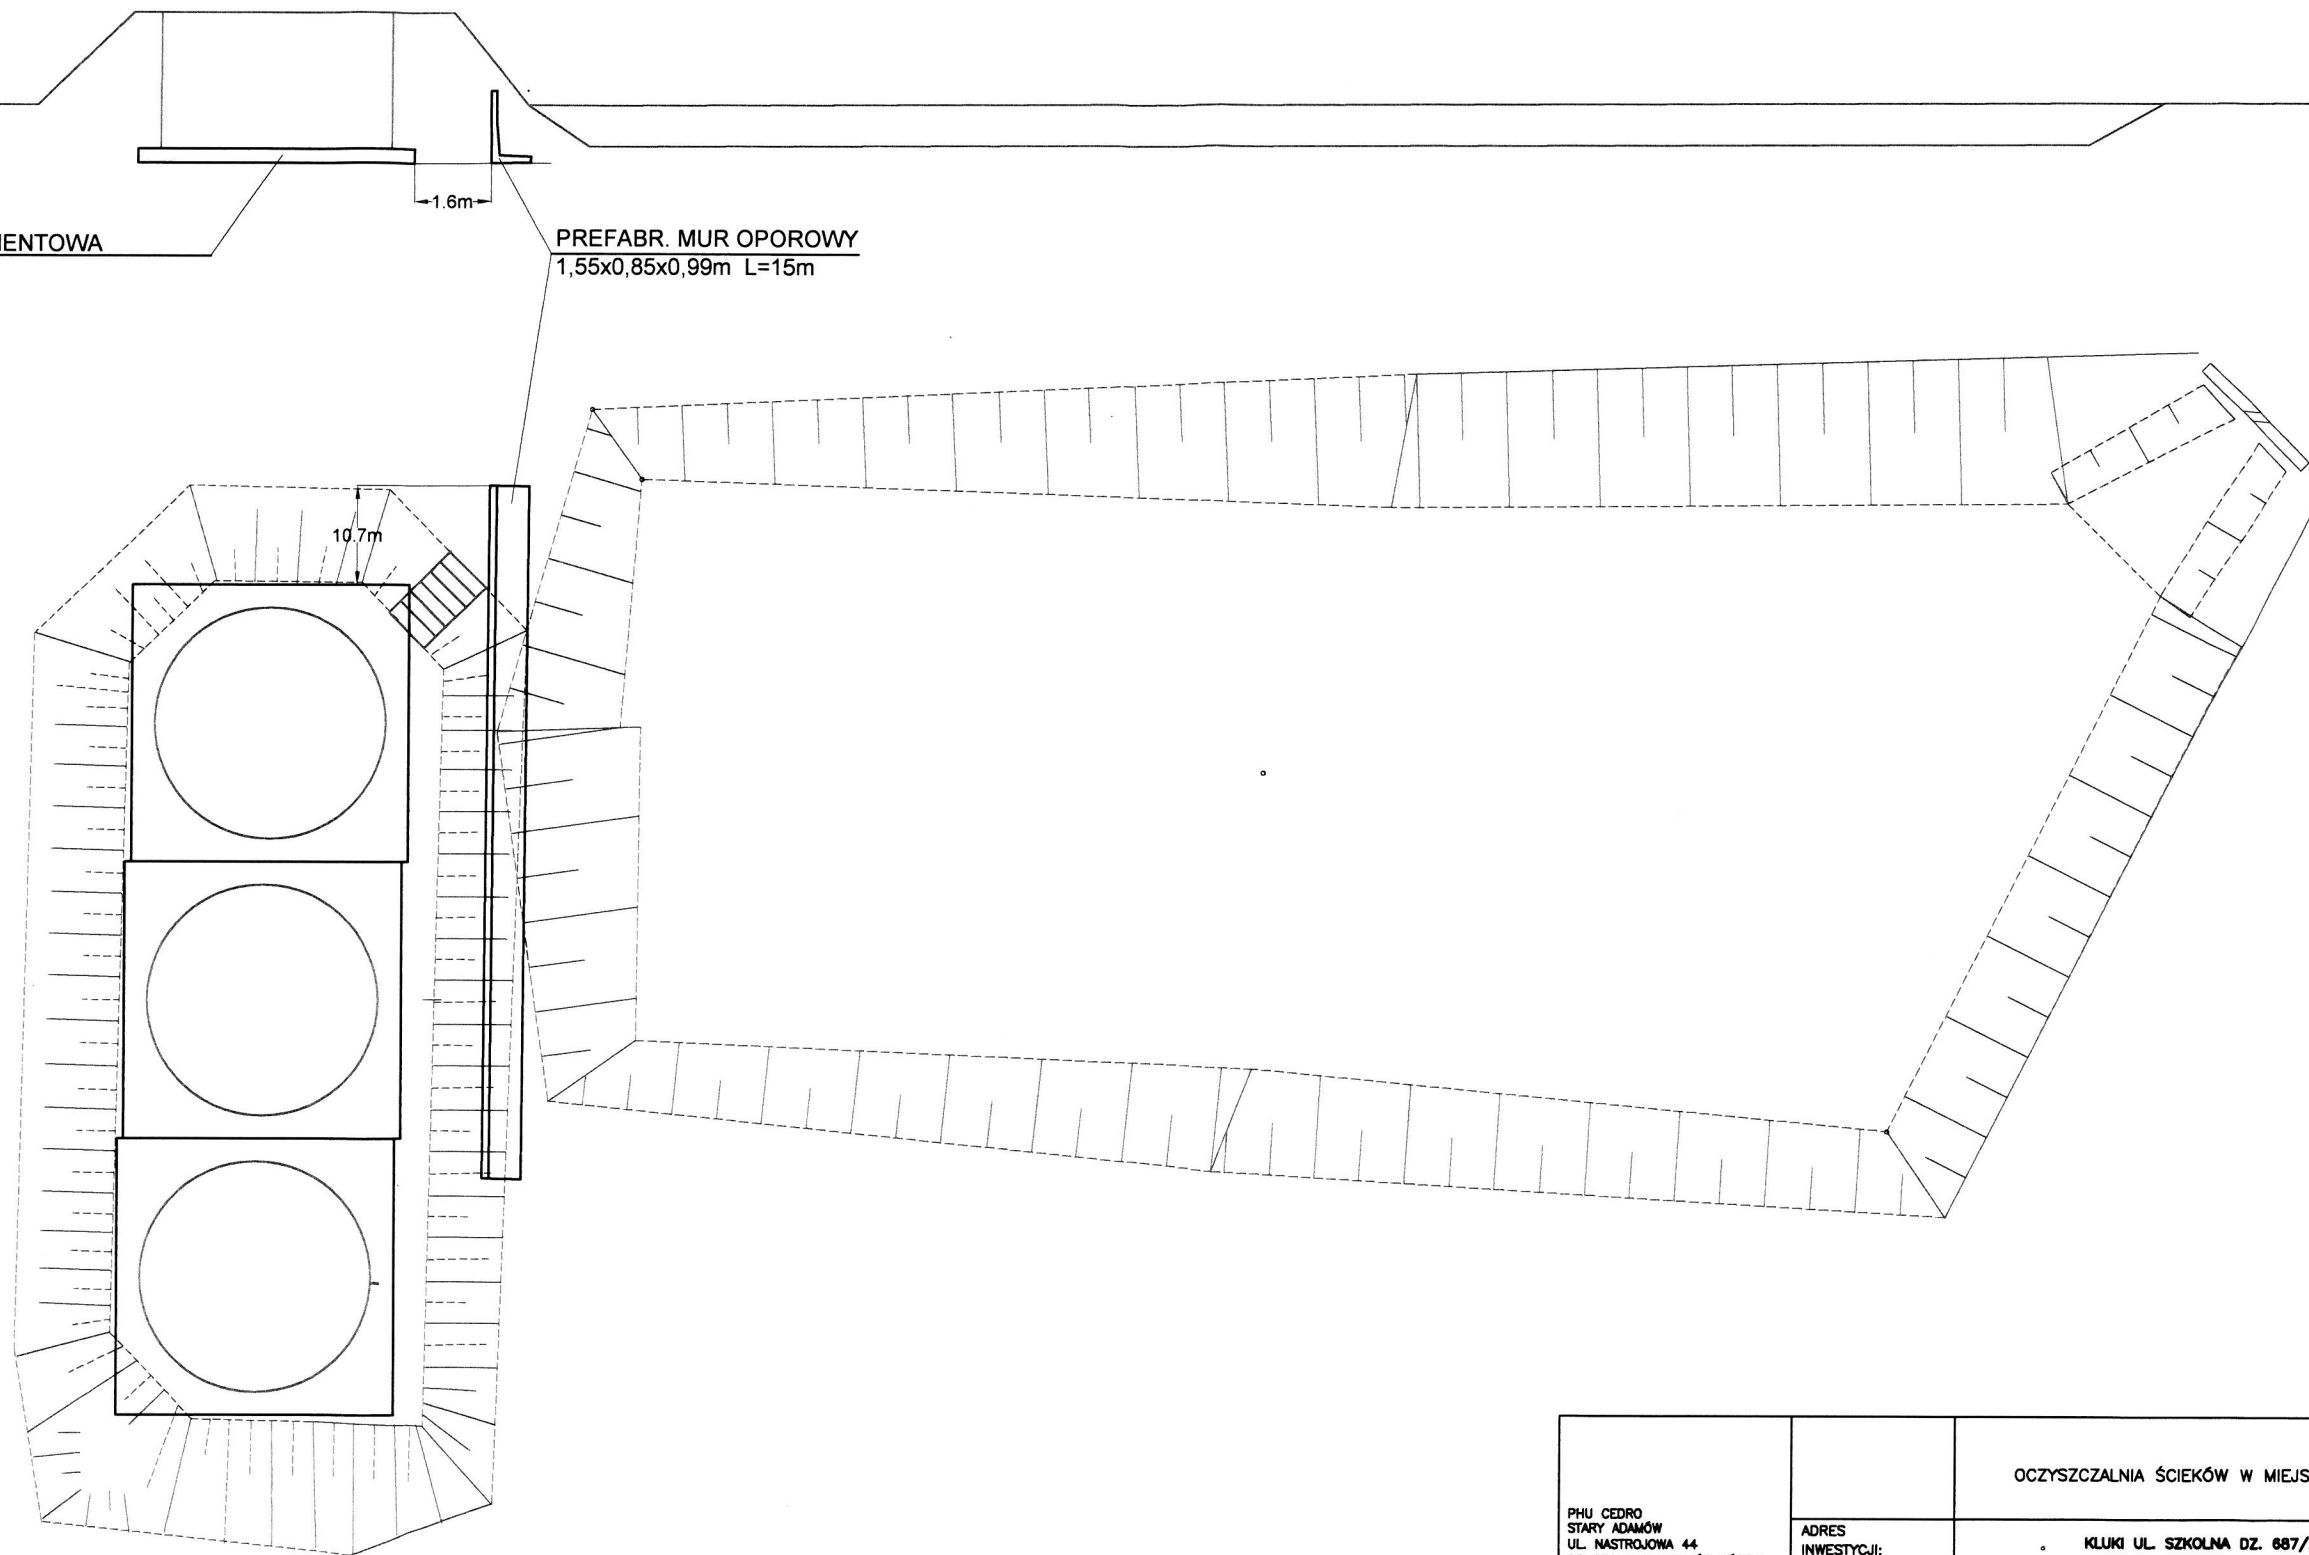 1.6m
MENTOWA
PREFABR. MUR OPOROWY
1,55x0,85x0,99m L=15m
10.7m
OCZYSZCZALNIA ŚCIEKÓW W MIEJS
PHU CEDRO
STARY ADAMÓW
UL. NASTROJOWA 44
ADRES
INWESTYCJI:
KLUKI UL. SZKOLNA DZ. 687/